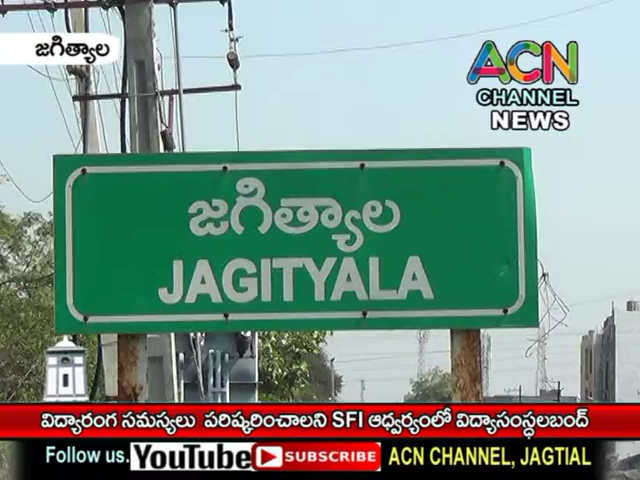 జగిత్యాల
ACN
CHANNEL
NEWS
జగిత్యాల
JAGITYALA
విద్యారంగ సమస్యలు పరిష్కరించాలని SFI ఆధ్వర్యంలో విద్యాసంస్థలబంద్
Follow us. YouTube SUBSCRIBE ACN CHANNEL, JAGTIAL